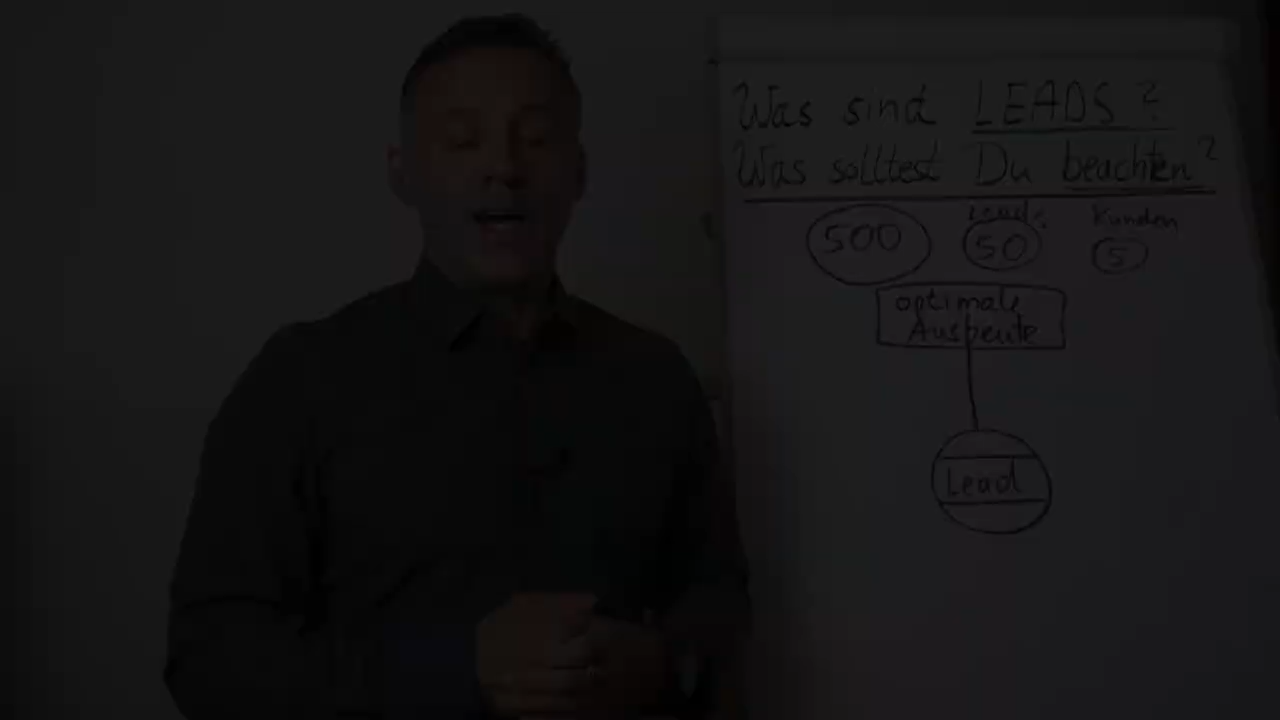 Was sind LEADS?
Was solltest Du beachten?
Leads Kunden
500 50 5
optimale
Ausbeute
Lead